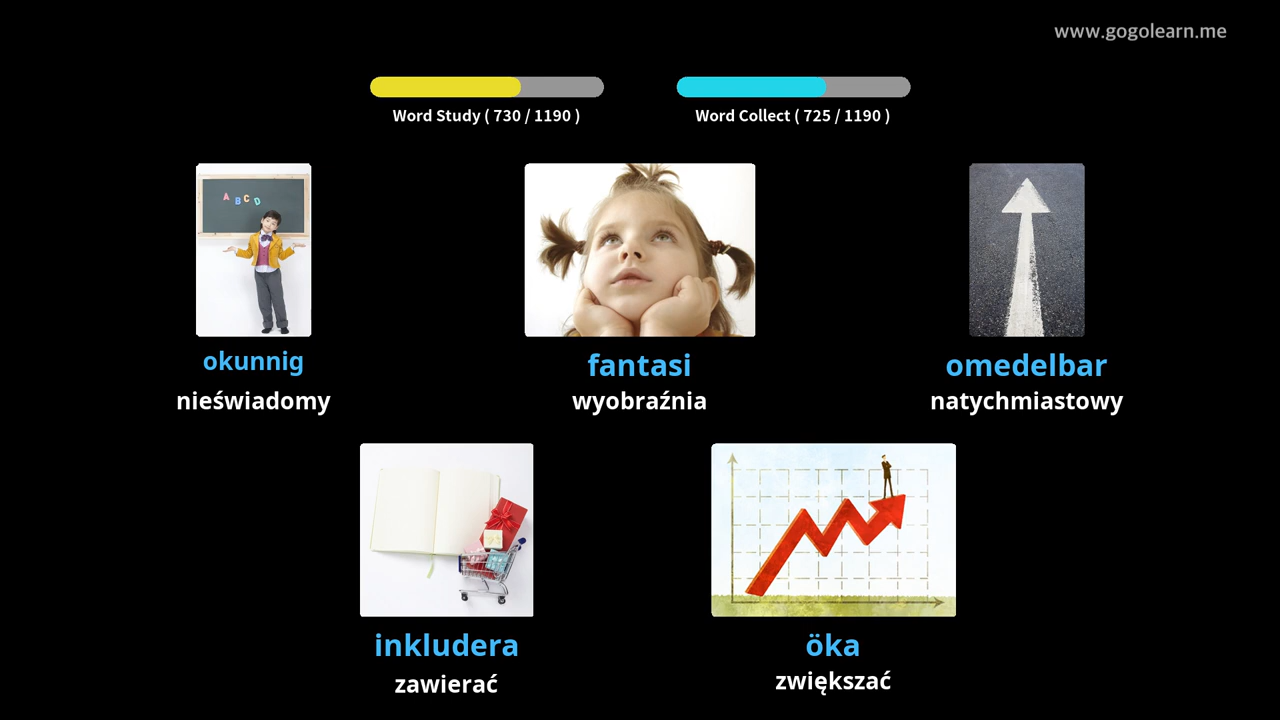 www.gogolearn.me
Word Study ( 730 / 1190 )
Word Collect ( 725 / 1190 )
A B C D
okunnig
fantasi
omedelbar
nieświadomy
wyobraźnia
natychmiastowy
inkludera
öka
zawierać
zwiększać